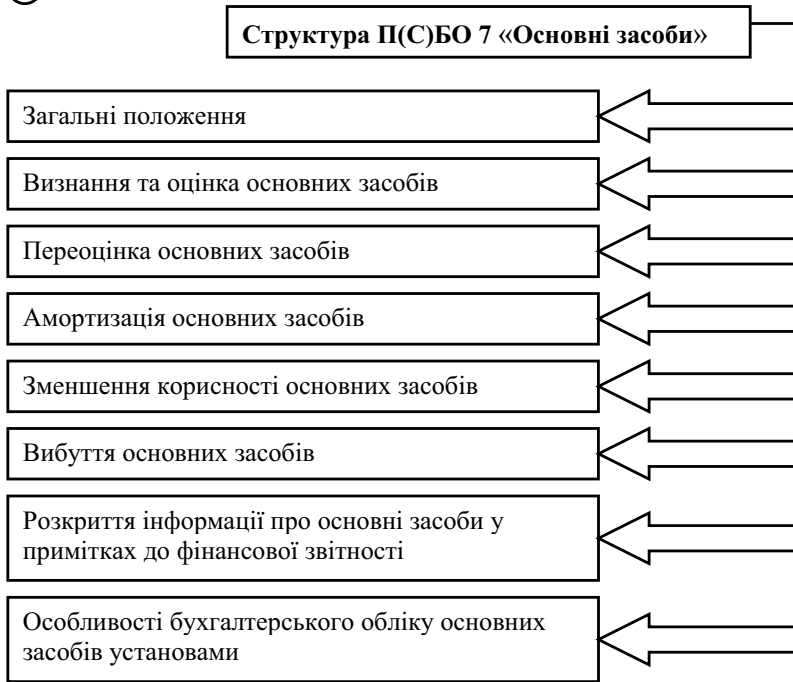 Структура П(С)БО 7 «Основні засоби»
Загальні положення
Визнання та оцінка основних засобів
Переоцінка основних засобів
Амортизація основних засобів
Зменшення корисності основних засобів
Вибуття основних засобів
Розкриття інформації про основні засоби у
примітках до фінансової звітності
Особливості бухгалтерського обліку основних
засобів установами